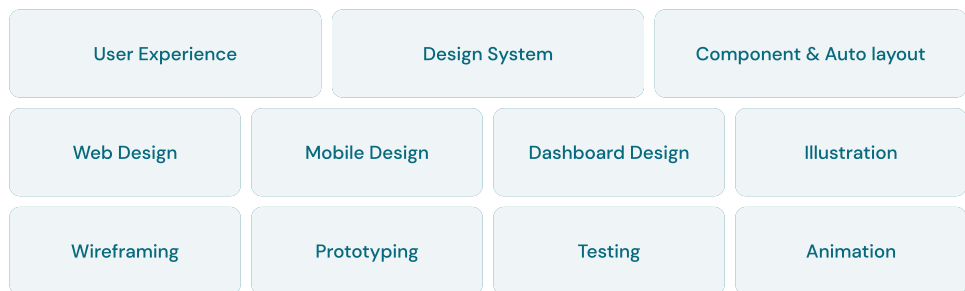 User Experience
Design System
Component & Auto layout
Web Design
Mobile Design
Dashboard Design
Illustration
Wireframing
Prototyping
Testing
Animation